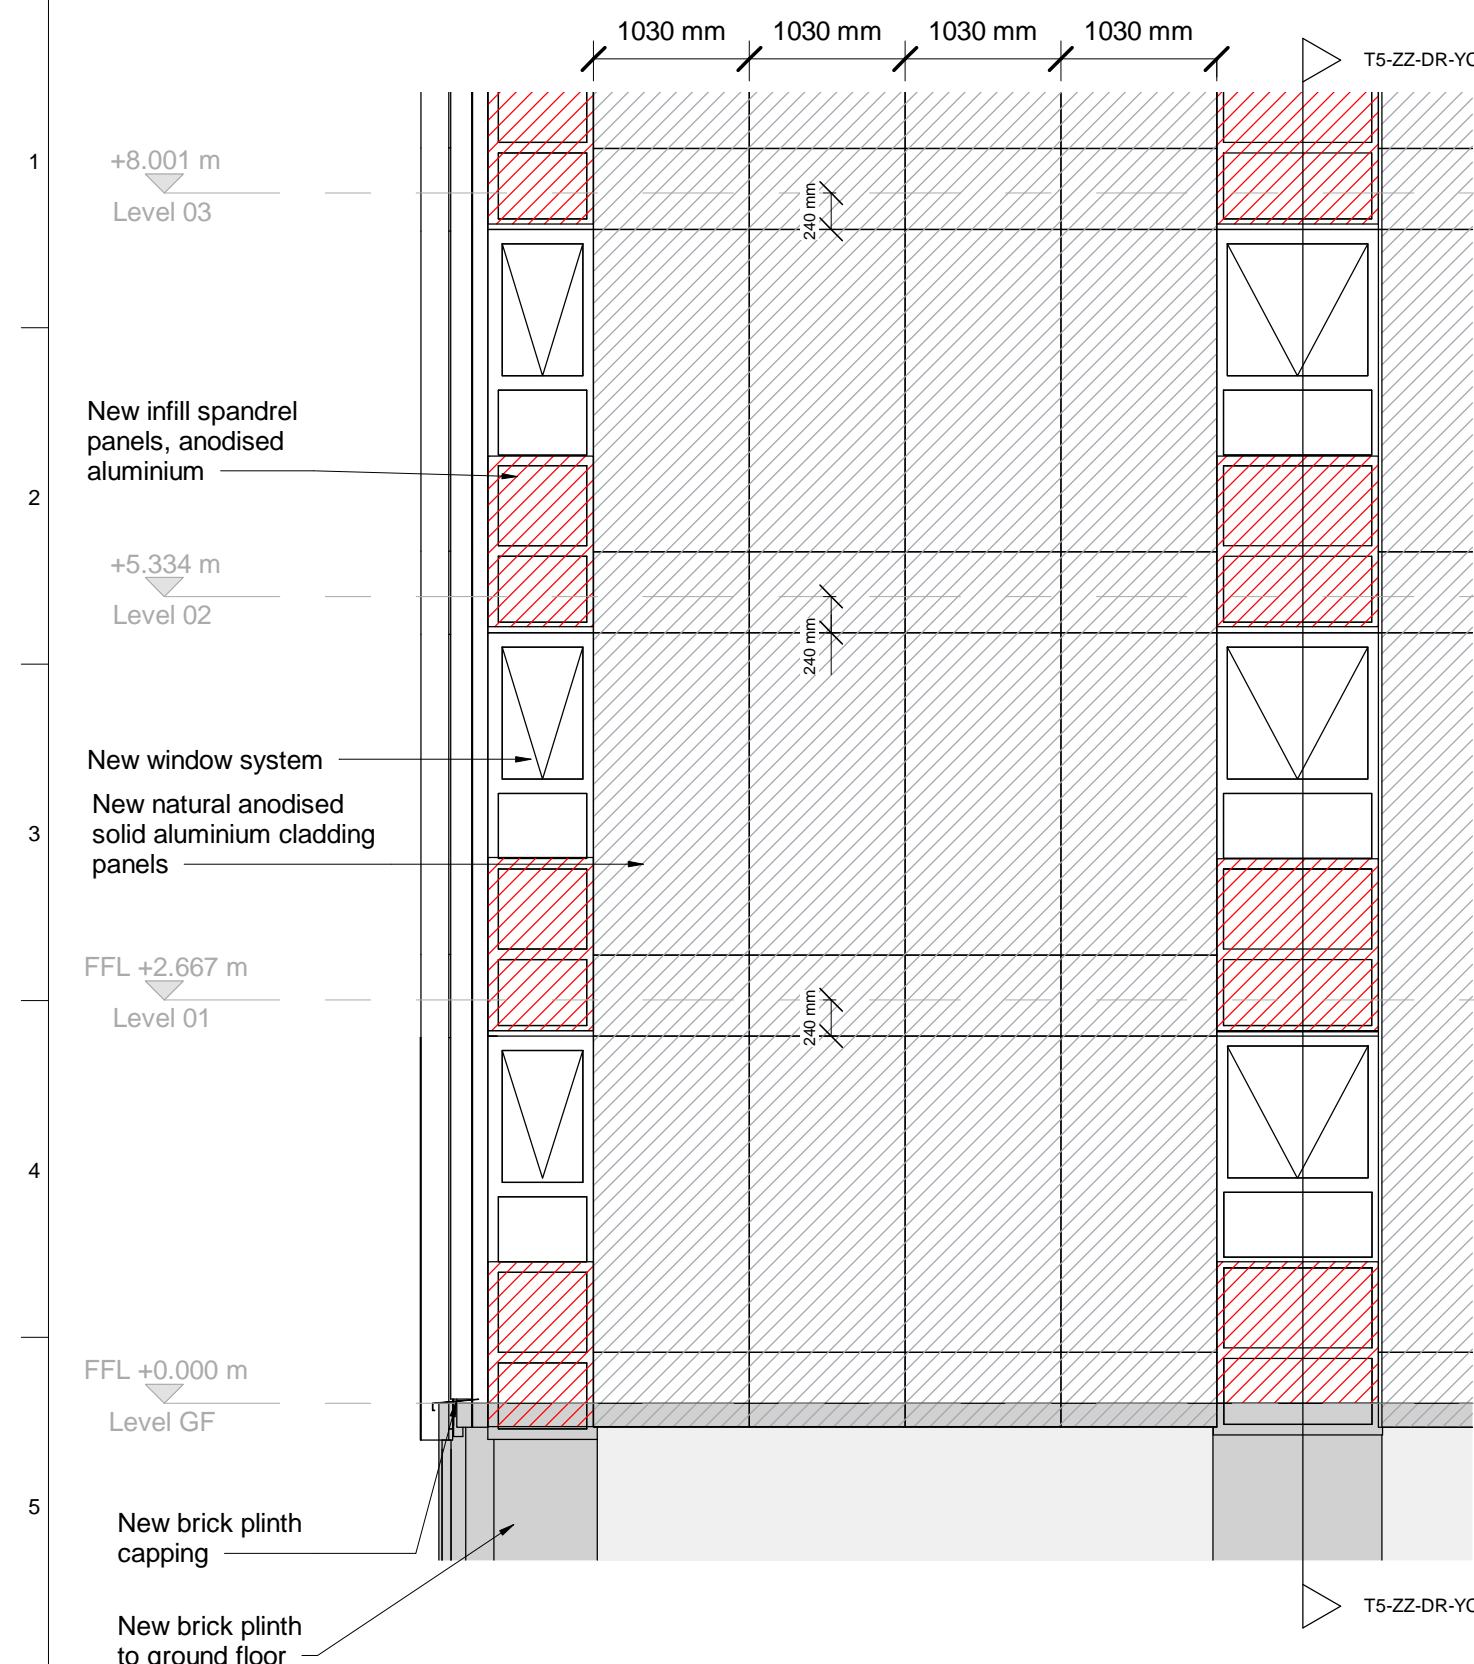 1030 mm
1030 mm
1030 mm
1030 mm
T5-ZZ-DR-YC
1
+8.001 m
Level 03
240 mm
New infill spandrel
panels, anodised
aluminium
2
+5.334 m
Level 02
240 mm
New window system
New natural anodised
solid aluminium cladding
panels
3
FFL +2.667 m
Level 01
240 mm
4
FFL +0.000 m
Level GF
5
New brick plinth
capping
T5-ZZ-DR-YC
New brick plinth
to ground floor